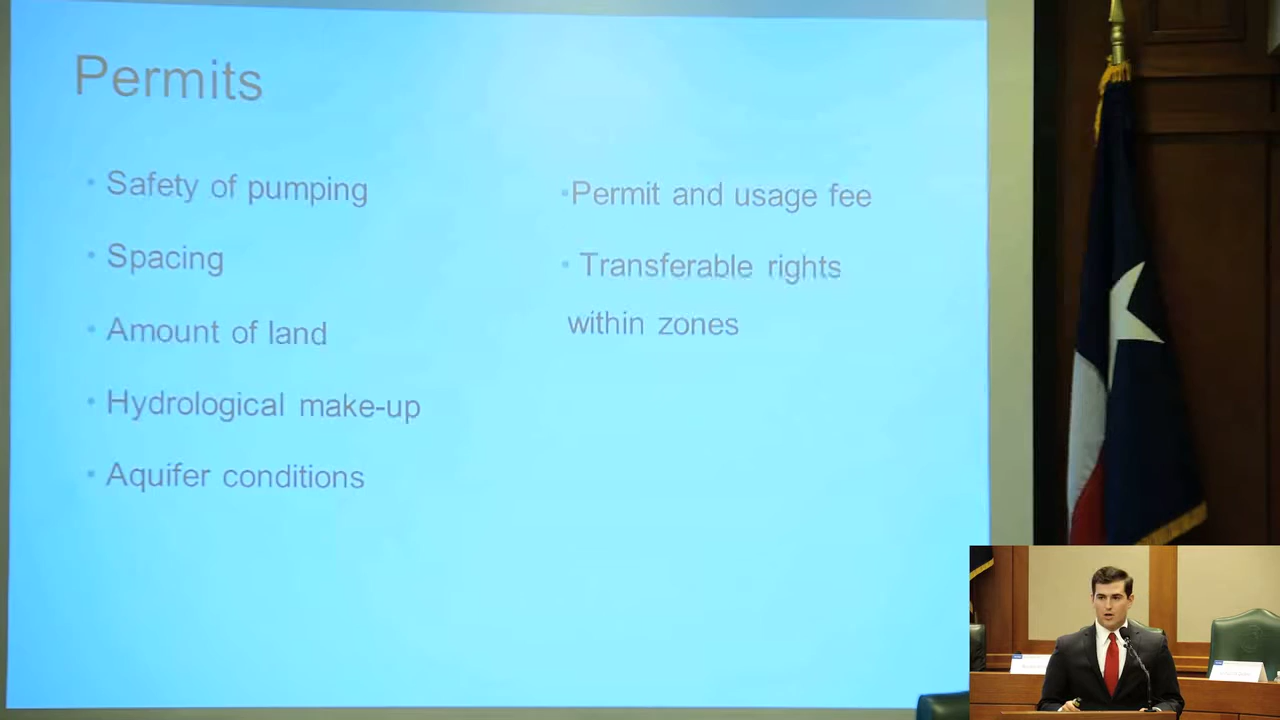 Permits
• Safety of pumping
• Spacing
• Amount of land
• Hydrological make-up
• Aquifer conditions
•Permit and usage fee
• Transferable rights
within zones